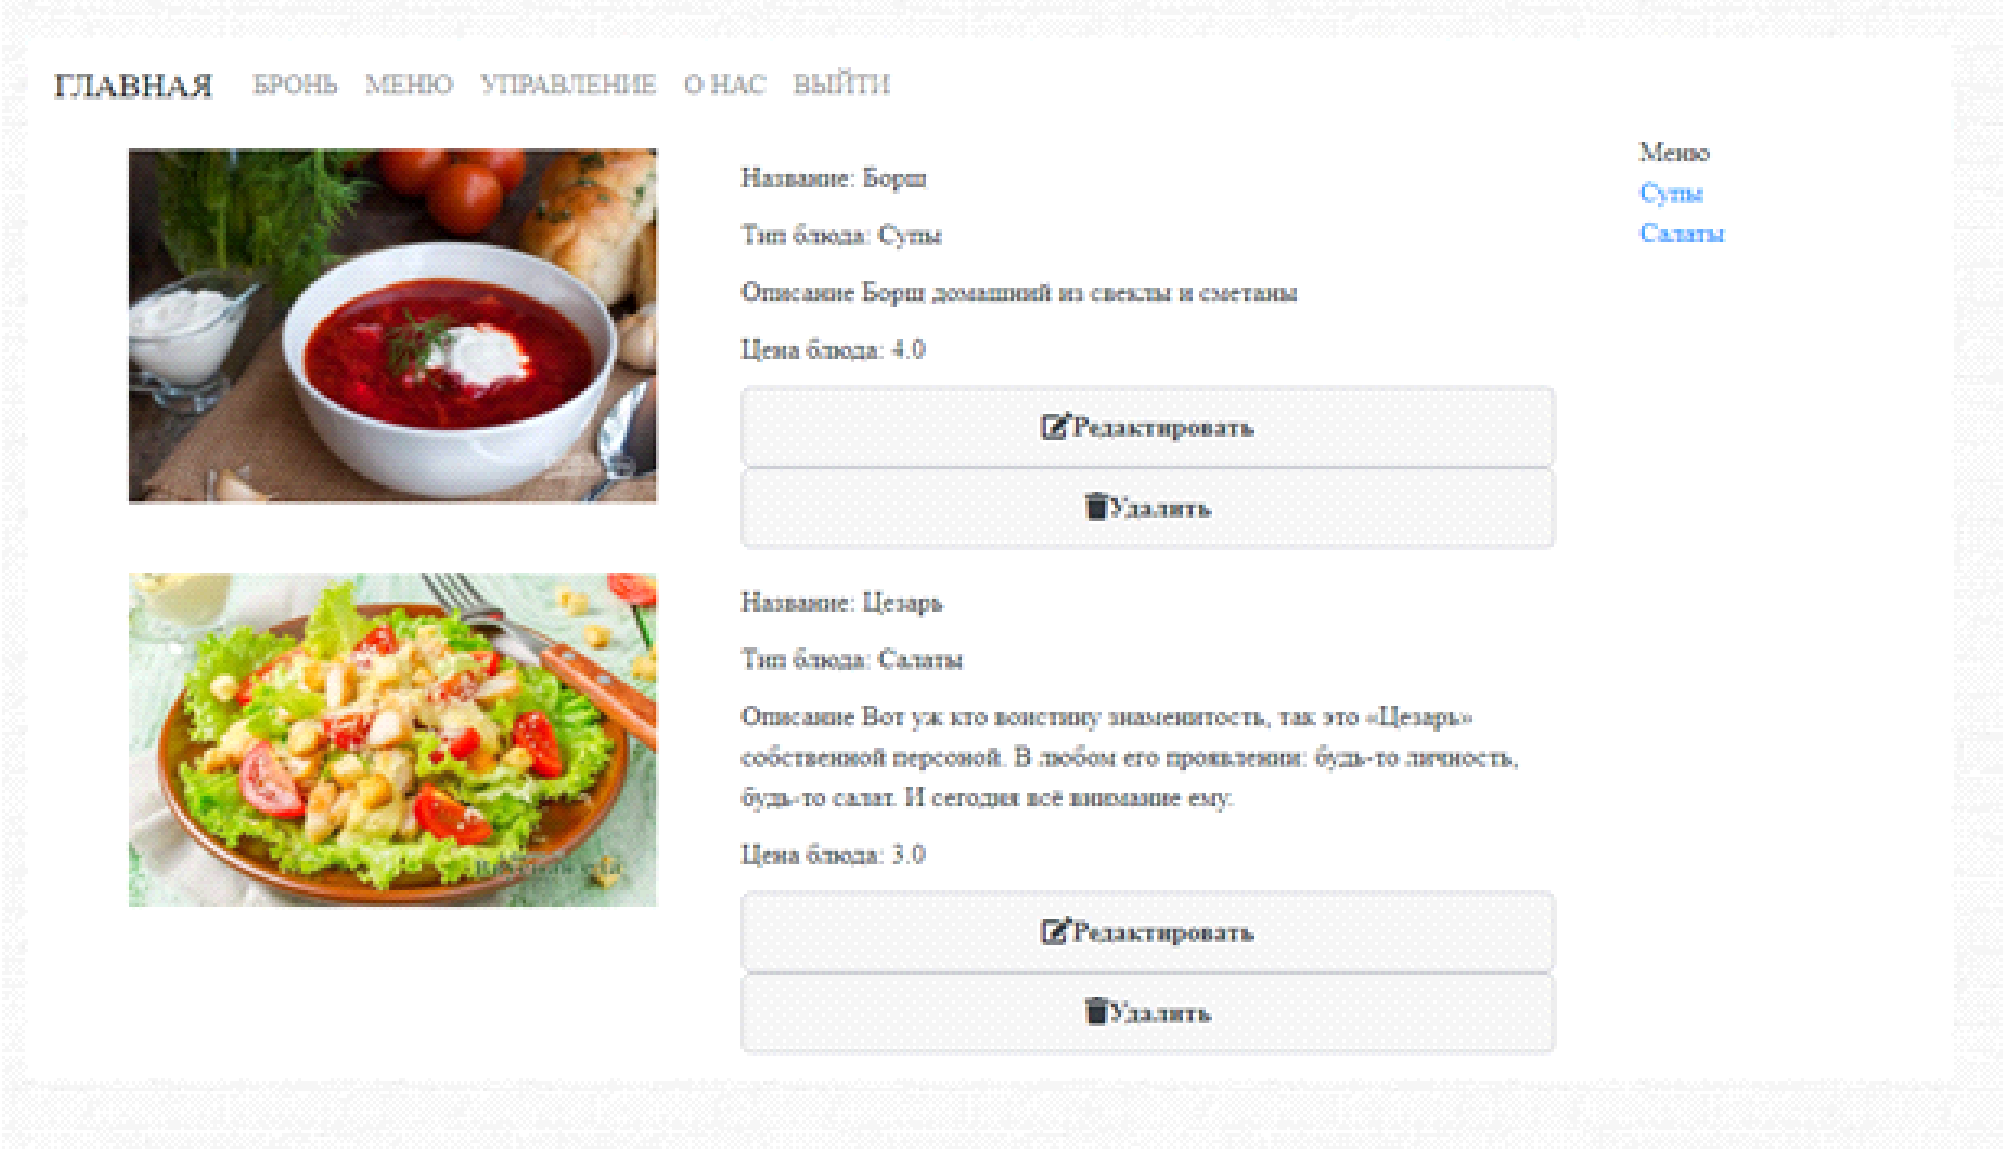 ГЛАВНАЯ БРОНЬ МЕНЮ УПРАВЛЕНИЕ О НАС ВЫЙТИ
Название: Борщ
Тип блюда: Супы
Описание Борщ домашний из свеклы и сметаны
Цена блюда: 4.0
Редактировать
Удалить
Название: Цезарь
Тип блюда: Салаты
Описание Вот уж кто воистину знаменитость, так это «Цезарь»
собственной персоной. В любом его проявлении: будь-то личность,
будь-то салат. И сегодня всё внимание ему.
Цена блюда: 3.0
Редактировать
Удалить
Меню
Супы
Салаты